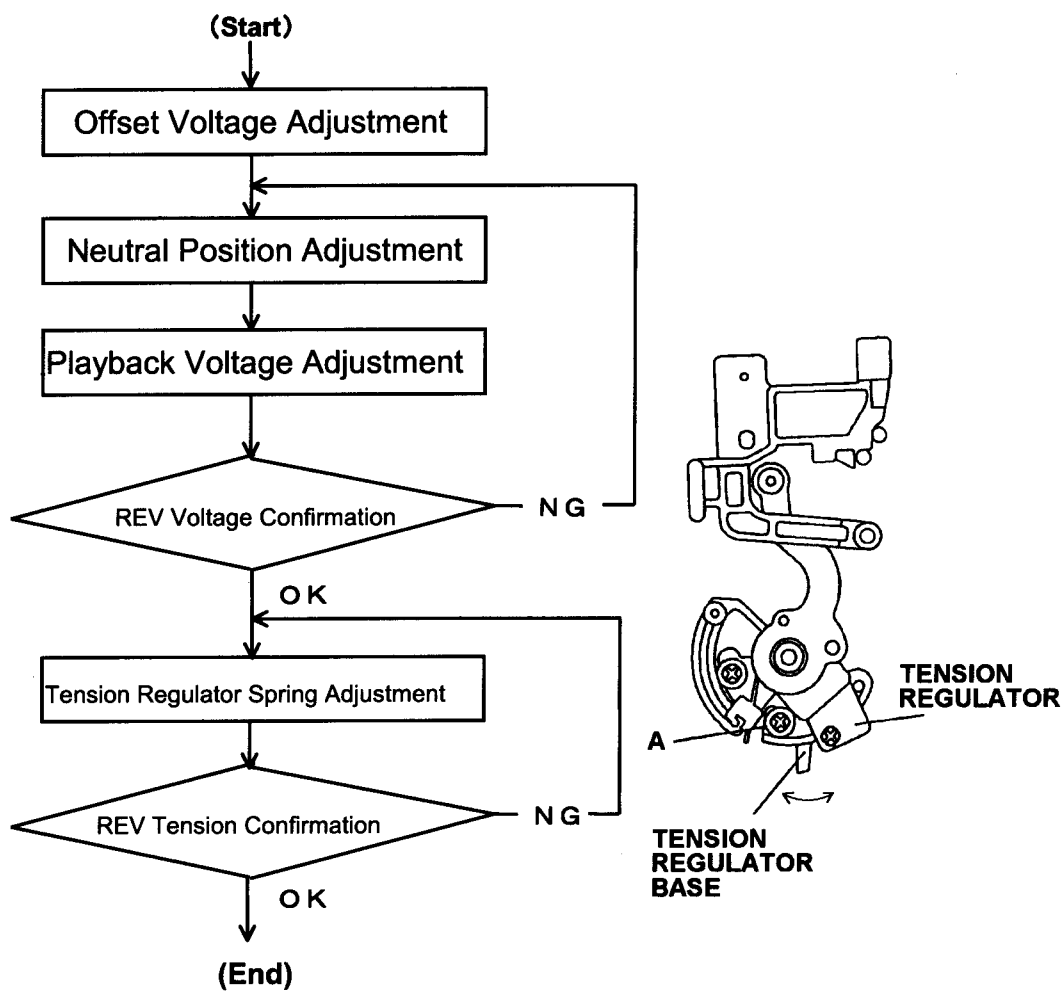 (Start)
Offset Voltage Adjustment
Neutral Position Adjustment
Playback Voltage Adjustment
REV Voltage Confirmation
NG
OK
Tension Regulator Spring Adjustment
REV Tension Confirmation
NG
OK
(End)
TENSION
REGULATOR
A
TENSION
REGULATOR
BASE